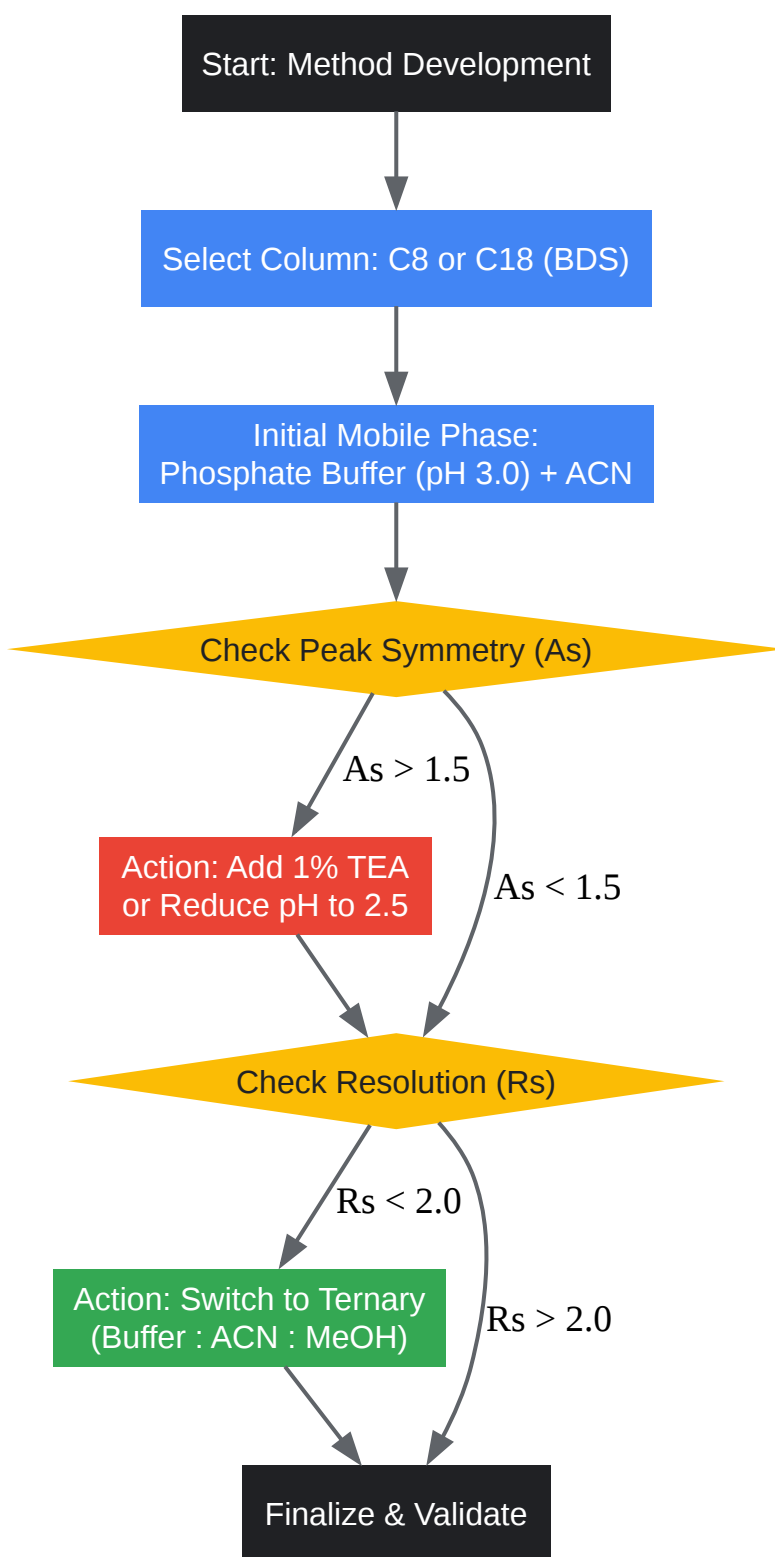 Start: Method Development
Select Column: C8 or C18 (BDS)
Initial Mobile Phase:
Phosphate Buffer (pH 3.0) + ACN
Check Peak Symmetry (As)
As > 1.5
Action: Add 1% TEA
or Reduce pH to 2.5
As < 1.5
Check Resolution (Rs)
Rs < 2.0
Action: Switch to Ternary
(Buffer : ACN : MeOH)
Rs > 2.0
Finalize & Validate